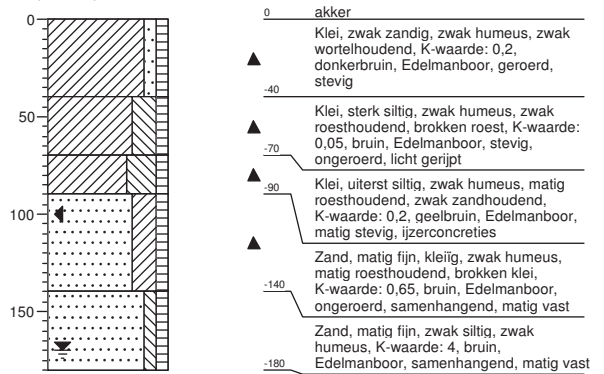 0
50
100
150
0 akker
Klei, zwak zandig, zwak humeus, zwak
wortelhoudend, K-waarde: 0,2,
donkerbruin, Edelmanboor, geroerd,
stevig
-40
Klei, sterk siltig, zwak humeus, zwak
roesthoudend, brokken roest, K-waarde:
0,05, bruin, Edelmanboor, stevig,
ongeroerd, licht gerijpt
-70
Klei, uiterst siltig, zwak humeus, matig
roesthoudend, zwak zandhoudend,
K-waarde: 0,2, geelbruin, Edelmanboor,
matig stevig, ijzerconcreties
-90
Zand, matig fijn, kleiïg, zwak humeus,
matig roesthoudend, brokken klei,
K-waarde: 0,65, bruin, Edelmanboor,
ongeroerd, samenhangend, matig vast
-140
Zand, matig fijn, zwak siltig, zwak
humeus, K-waarde: 4, bruin,
Edelmanboor, samenhangend, matig vast
-180